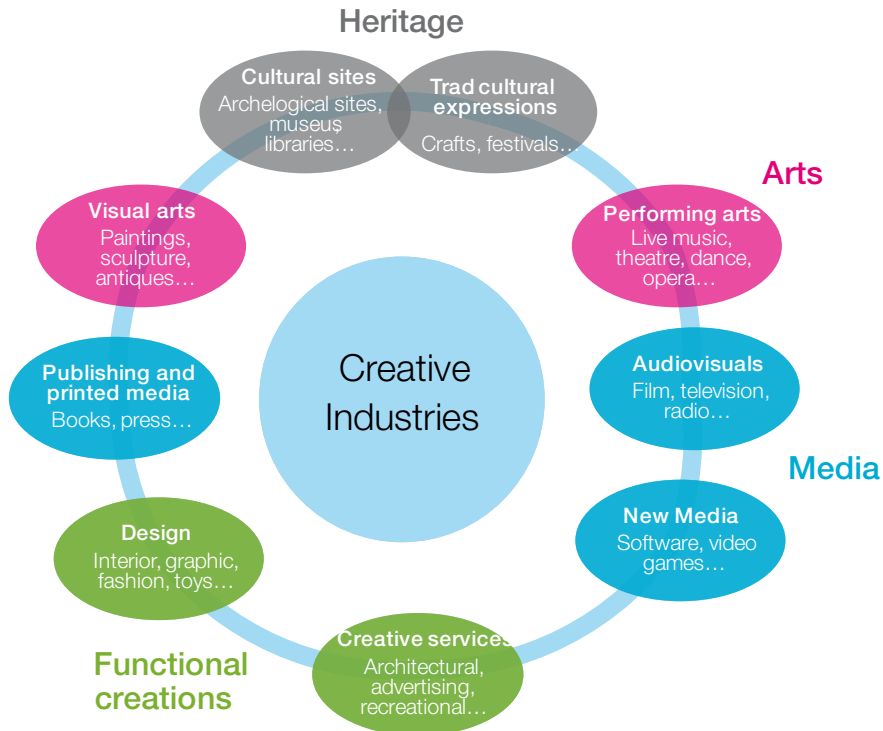 Heritage
Cultural sites
Archelogical sites,
museuş
libraries…
Trad cultural
expressions
Crafts, festivals…
Arts
Visual arts
Paintings,
sculpture,
antiques…
Performing arts
Live music,
theatre, dance,
opera…
Creative
Industries
Publishing and
printed media
Books, press…
Audiovisuals
Film, television,
radio…
Media
New Media
Software, video
games…
Design
Interior, graphic,
fashion, toys…
Functional
creations
Creative services
Architectural,
advertising,
recreational…